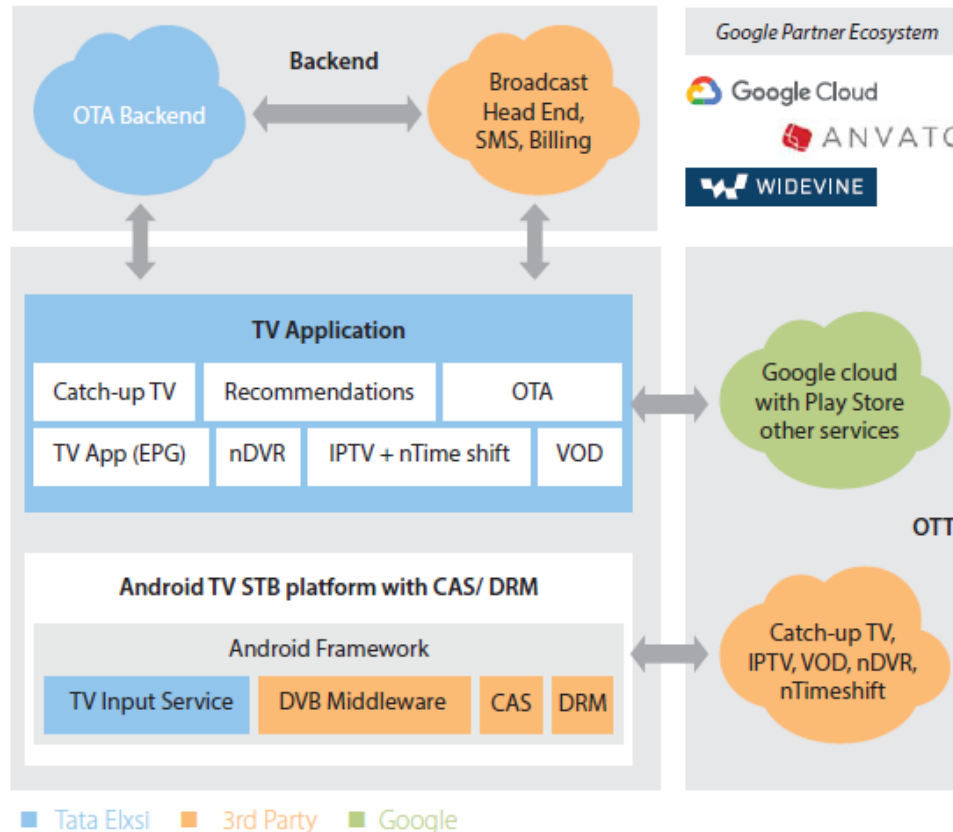 Backend
OTA Backend
Broadcast
Head End,
SMS, Billing
Google Partner Ecosystem
Google Cloud
ANVATO
WIDEVINE
TV Application
Catch-up TV
Recommendations
OTA
TV App (EPG)
nDVR
IPTV + nTime shift
VOD
Google cloud
with Play Store
other services
OTT
Android TV STB platform with CAS/ DRM
Android Framework
TV Input Service
DVB Middleware
CAS
DRM
Catch-up TV,
IPTV, VOD, nDVR,
nTimeshift
Tata Elxsi
3rd Party
Google